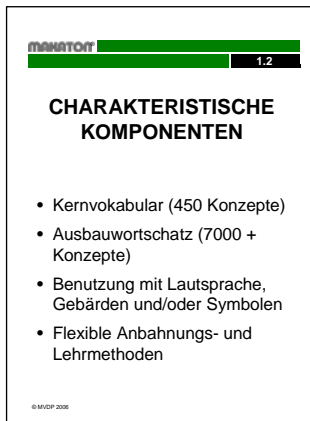 MAKATON
1.2
CHARAKTERISTISCHE
KOMPONENTEN
• Kernvokabular (450 Konzepte)
• Ausbauwortschatz (7000 +
Konzepte)
• Benutzung mit Lautsprache,
Gebärden und/oder Symbolen
• Flexible Anbahnungs- und
Lehrmethoden
© MVDP 2006